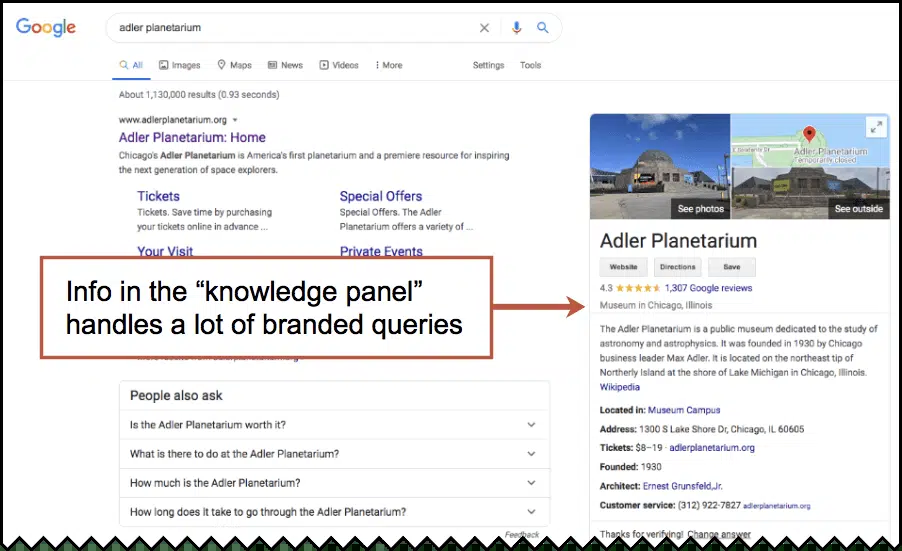 Google
adler planetarium
All Images Maps News Videos More Settings Tools
About 1,130,000 results (0.93 seconds)
www.adlerplanetarium.org
Adler Planetarium: Home
Chicago's Adler Planetarium is America's first planetarium and a premiere resource for inspiring
the next generation of space explorers.
Tickets
Tickets. Save time by purchasing
your tickets online in advance ...
Special Offers
Special Offers. The Adler
Planetarium offers a variety of ...
Your Visit
Private Events
Info in the “knowledge panel”
handles a lot of branded queries
People also ask
Is the Adler Planetarium worth it?
What is there to do at the Adler Planetarium?
How much is the Adler Planetarium?
How long does it take to go through the Adler Planetarium?
Feedback
Adler Planetarium
Temporarily closed
See photos
See outside
Adler Planetarium
Website Directions Save
4.3 1,307 Google reviews
Museum in Chicago, Illinois
The Adler Planetarium is a public museum dedicated to the study of
astronomy and astrophysics. It was founded in 1930 by Chicago
business leader Max Adler. It is located on the northeast tip of
Northerly Island at the shore of Lake Michigan in Chicago, Illinois.
Wikipedia
Located in: Museum Campus
Address: 1300 S Lake Shore Dr, Chicago, IL 60605
Tickets: $8–19 · adlerplanetarium.org
Founded: 1930
Architect: Ernest Grunsfeld,Jr.
Customer service: (312) 922-7827 adlerplanetarium.org
Thanks for verifying! Change answer